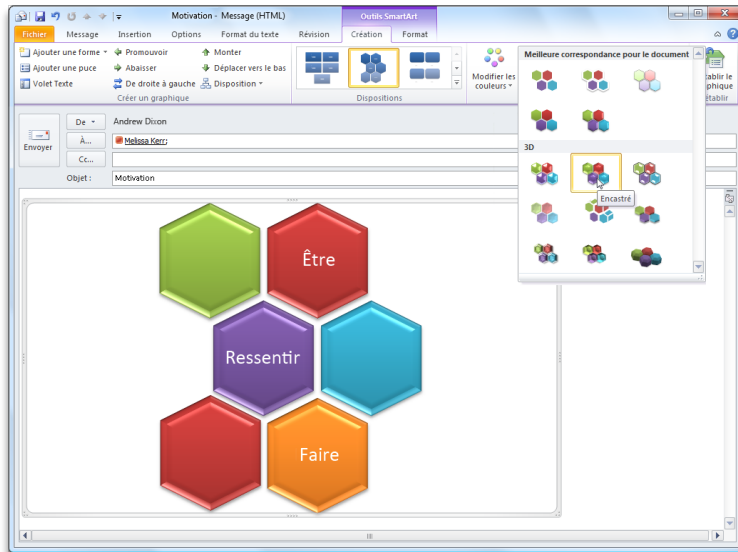 Motivation - Message (HTML)
Outils SmartArt
Fichier Message Insertion Options Format du texte Révision Création Format
Ajouter une forme Promouvoir Monter
Ajouter une puce Abaisser Déplacer vers le bas
Volet Texte De droite à gauche Disposition
Créer un graphique
Dispositions
Modifier les
couleurs
Meilleure correspondance pour le document
3D
Encastré
De Andrew Dixon
Envoyer
À... Melissa Kerr;
Cc...
Objet : Motivation
Être
Ressentir
Faire